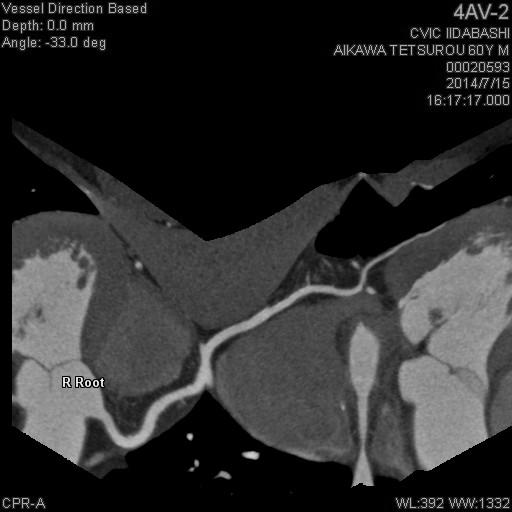 Vessel Direction Based
Depth: 0.0 mm
Angle: -33.0 deg
4AV-2
CVIC IIDABASHI
AIKAWA TETSUROU 60Y M
00020593
2014/7/15
16:17:17.000
R Root
CPR-A
WL:392 WW:1332